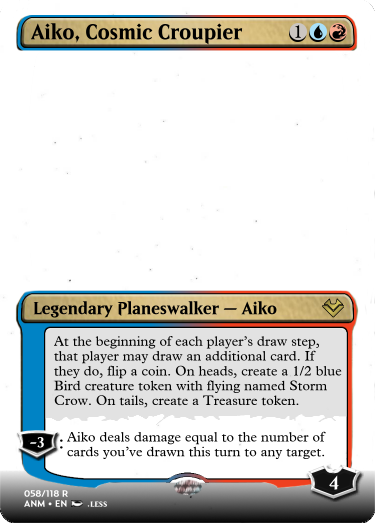 Aiko, Cosmic Croupier 1
Legendary Planeswalker — Aiko
At the beginning of each player's draw step,
that player may draw an additional card. If
they do, flip a coin. On heads, create a 1/2 blue
Bird creature token with flying named Storm
Crow. On tails, create a Treasure token.
-3: Aiko deals damage equal to the number of
cards you've drawn this turn to any target.
4
058/118 R
ANM • EN .LESS